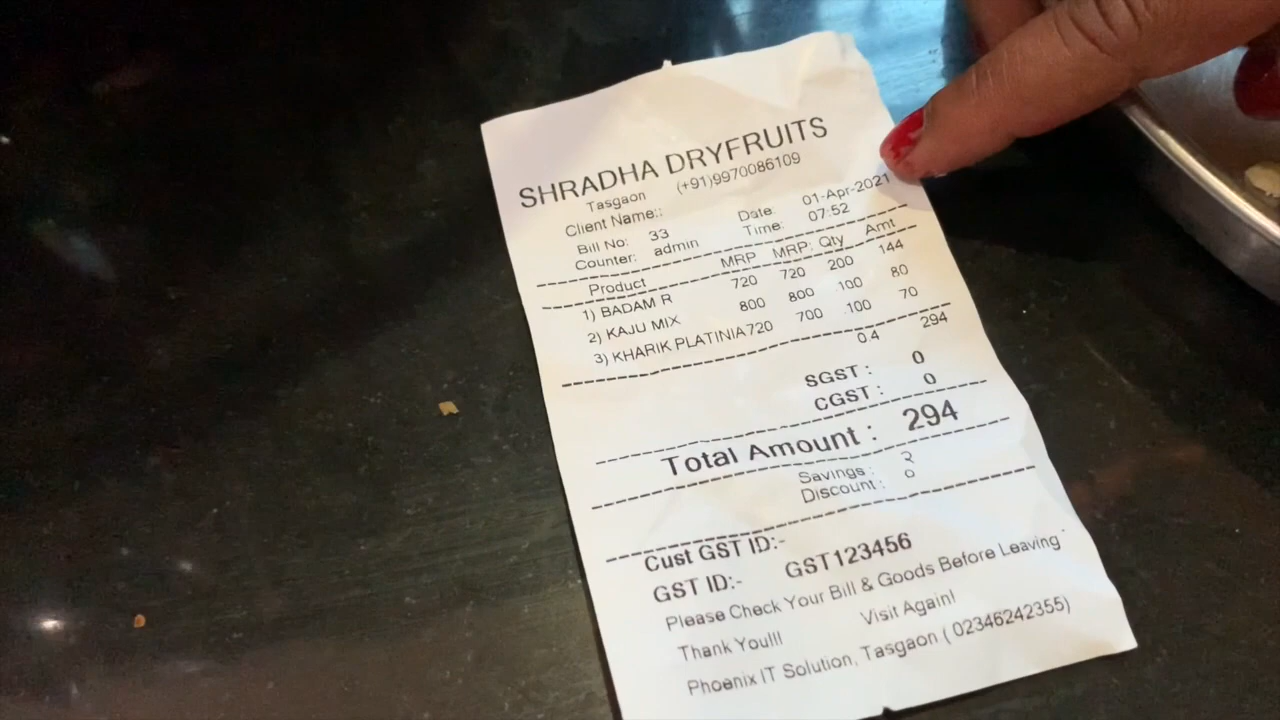 SHRADHA DRYFRUITS
Tasgaon (+91)9970086109
Client Name::
Bill No: 33 Date: 01-Apr-2021
Counter: admin Time: 07:52
Product MRP MRP: Qty Amt
1) BADAM R 720 720 200 144
2) KAJU MIX 800 800 100 80
3) KHARIK PLATINIA 720 700 100 70
0.4 294
SGST : 0
CGST : 0
Total Amount : 294
Savings : २
Discount : ०
Cust GST ID:-
GST ID:- GST123456
Please Check Your Bill & Goods Before Leaving
Thank You!!! Visit Again!
Phoenix IT Solution, Tasgaon ( 02346242355)